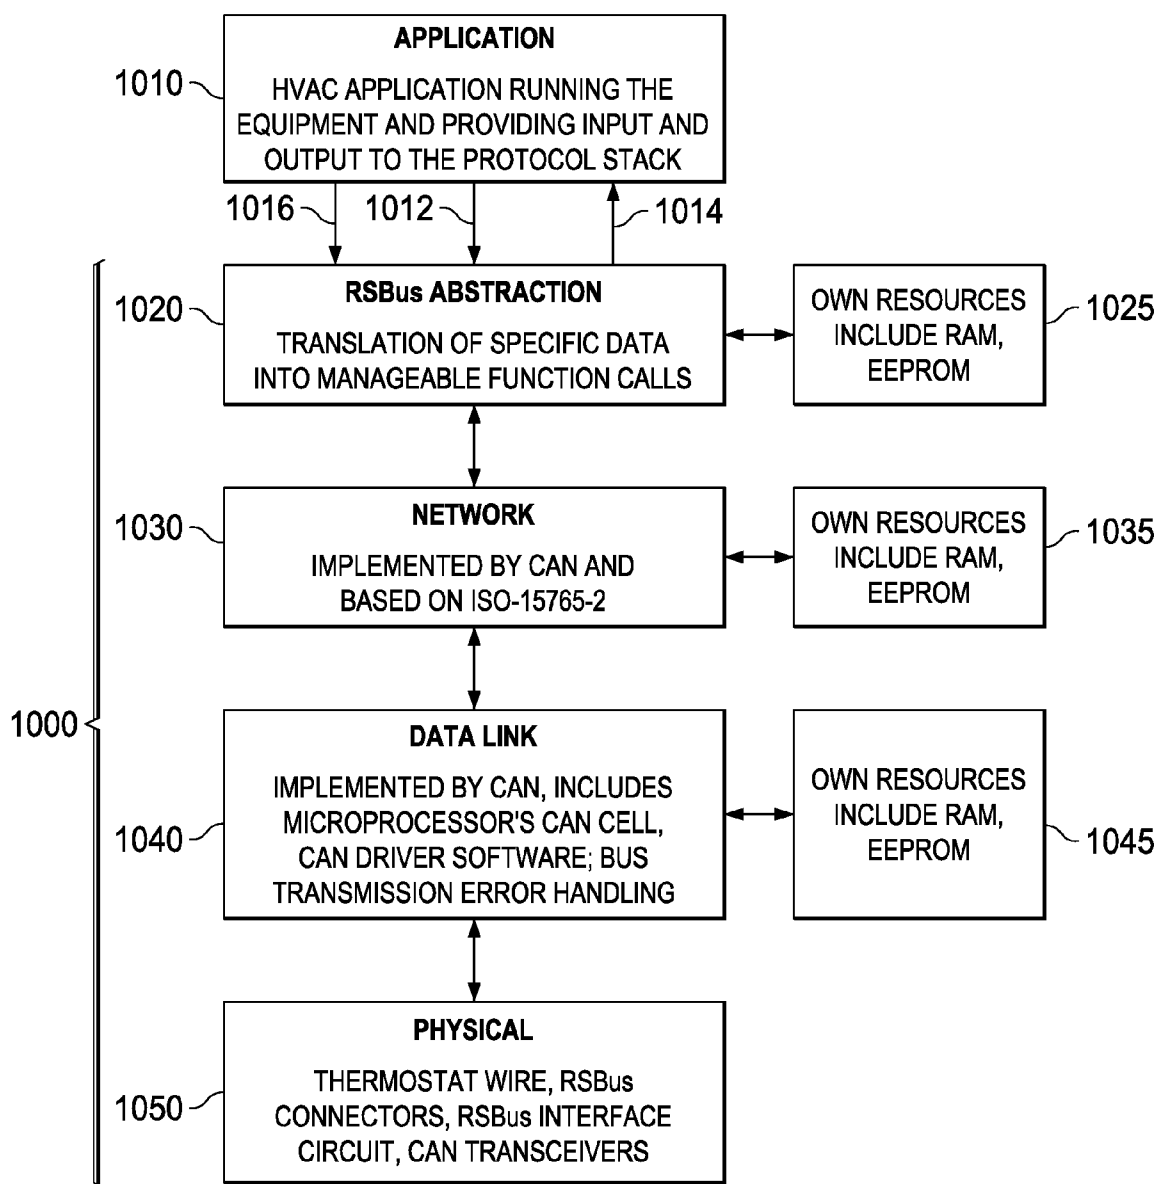 APPLICATION
1010
HVAC APPLICATION RUNNING THE
EQUIPMENT AND PROVIDING INPUT AND
OUTPUT TO THE PROTOCOL STACK
1016
1012
1014
RSBus ABSTRACTION
1020
TRANSLATION OF SPECIFIC DATA
INTO MANAGEABLE FUNCTION CALLS
OWN RESOURCES
INCLUDE RAM,
EEPROM
1025
NETWORK
1030
IMPLEMENTED BY CAN AND
BASED ON ISO-15765-2
OWN RESOURCES
INCLUDE RAM,
EEPROM
1035
1000
DATA LINK
1040
IMPLEMENTED BY CAN, INCLUDES
MICROPROCESSOR'S CAN CELL,
CAN DRIVER SOFTWARE; BUS
TRANSMISSION ERROR HANDLING
OWN RESOURCES
INCLUDE RAM,
EEPROM
1045
PHYSICAL
1050
THERMOSTAT WIRE, RSBus
CONNECTORS, RSBus INTERFACE
CIRCUIT, CAN TRANSCEIVERS